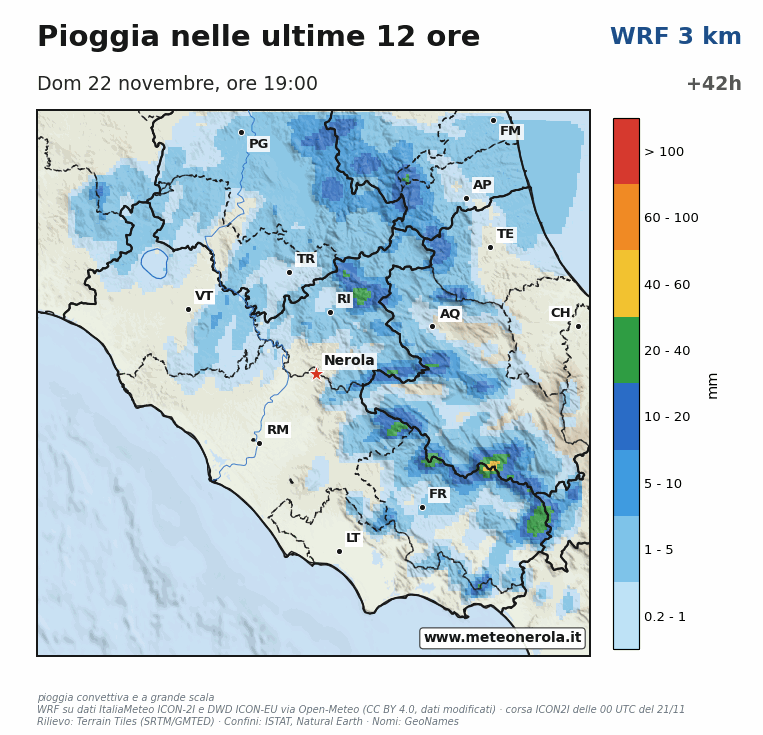 Pioggia nelle ultime 12 ore
WRF 3 km
Dom 22 novembre, ore 19:00
+42h
FM
PG
AP
TE
TR
VT
RI
AQ
CH
Nerola
RM
FR
LT
www.meteonerola.it
> 100
60 - 100
40 - 60
20 - 40
10 - 20
5 - 10
1 - 5
0.2 - 1
mm
pioggia convettiva e a grande scala
WRF su dati ItaliaMeteo ICON-2I e DWD ICON-EU via Open-Meteo (CC BY 4.0, dati modificati) · corsa ICON2I delle 00 UTC del 21/11
Rilievo: Terrain Tiles (SRTM/GMTED) · Confini: ISTAT, Natural Earth · Nomi: GeoNames